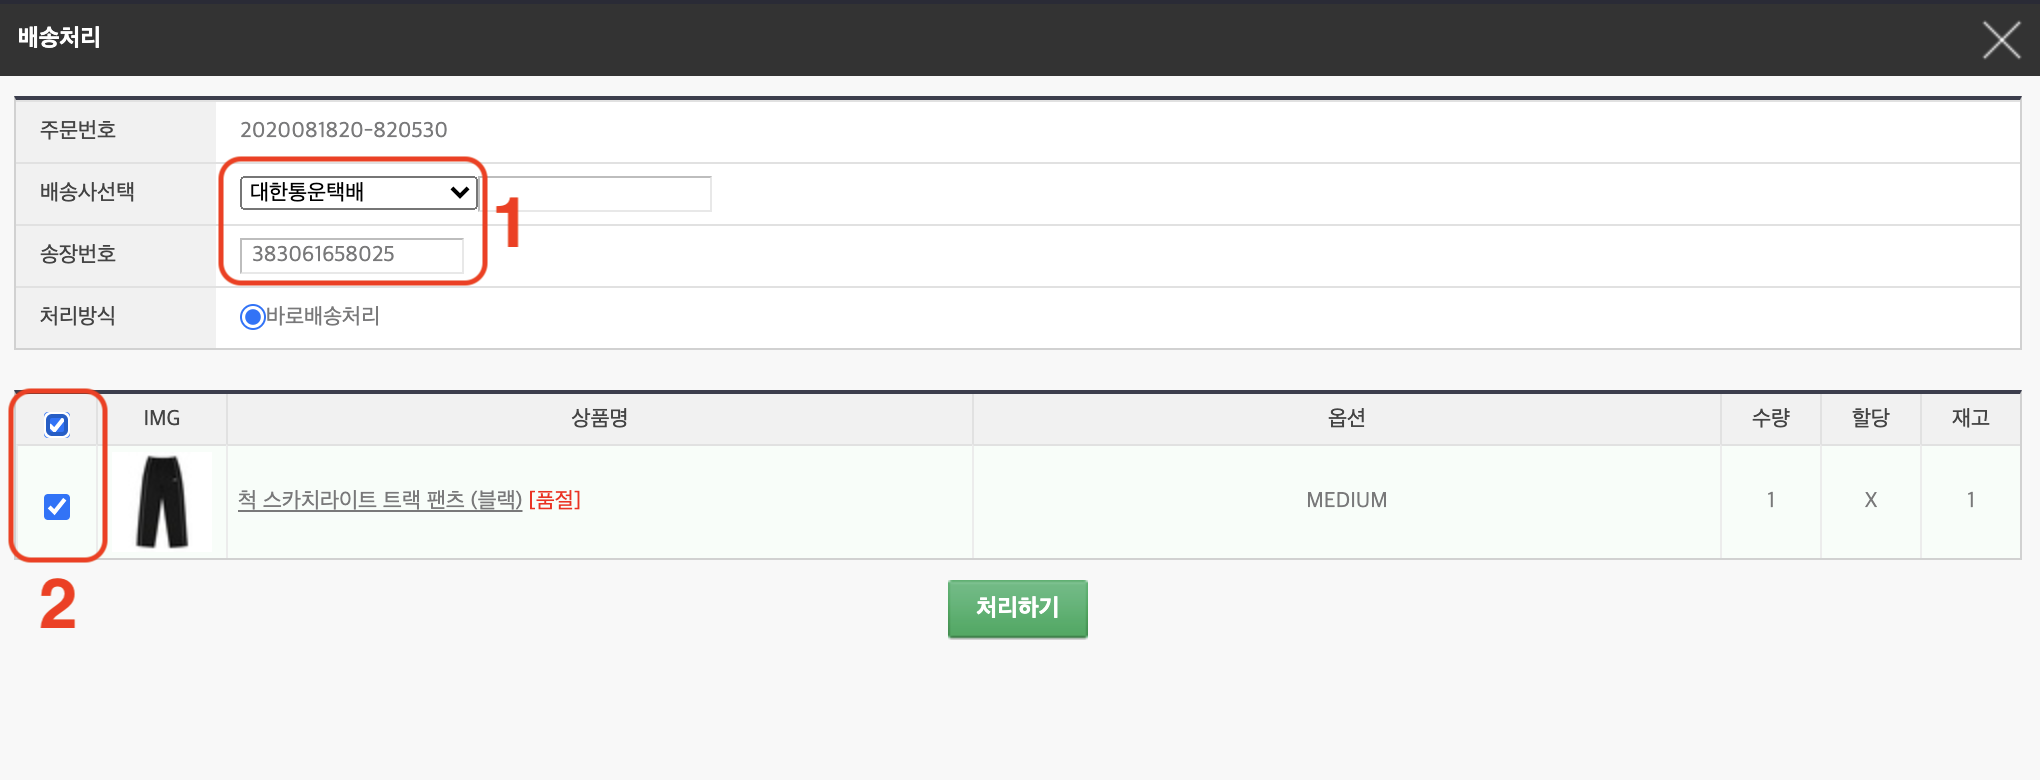 배송처리
주문번호 2020081820-820530
배송사선택 대한통운택배
1
송장번호 383061658025
처리방식 바로배송처리
IMG 상품명 옵션 수량 할당 재고
척 스카치라이트 트랙 팬츠 (블랙) [품절] MEDIUM 1 X 1
2
처리하기